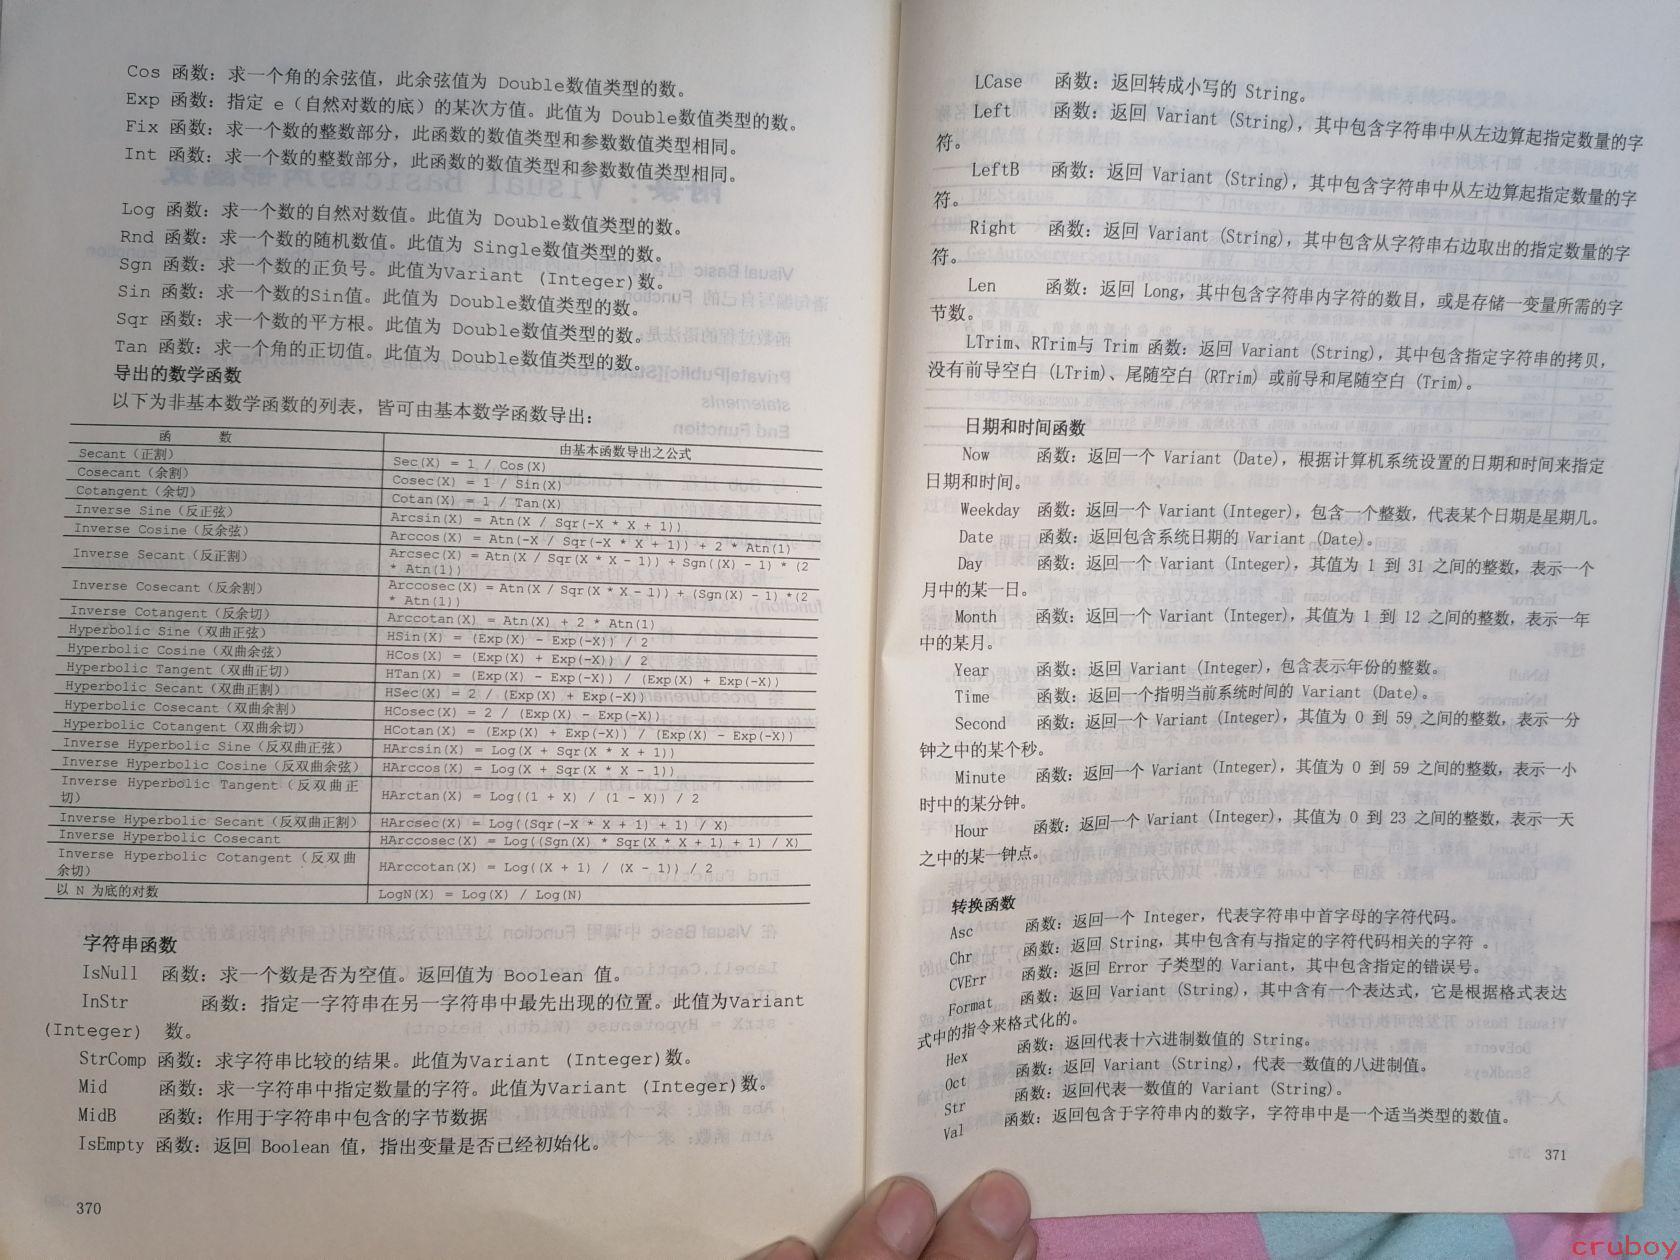 Cos 函数：求一个角的余弦值，此余弦值为 Double数值类型的数。
Exp 函数：指定 e（自然对数的底）的某次方值。此值为 Double数值类型的数。
Fix 函数：求一个数的整数部分，此函数的数值类型和参数数值类型相同。
Int 函数：求一个数的整数部分，此函数的数值类型和参数数值类型相同。
Log 函数：求一个数的自然对数值。此值为 Double数值类型的数。
Rnd 函数：求一个数的随机数值。此值为 Single数值类型的数。
Sgn 函数：求一个数的正负号。此值为Variant (Integer)数。
Sin 函数：求一个数的Sin值。此值为 Double数值类型的数。
Sqr 函数：求一个数的平方根。此值为 Double数值类型的数。
Tan 函数：求一个角的正切值。此值为 Double数值类型的数。
导出的数学函数
以下为非基本数学函数的列表，皆可由基本数学函数导出：
函 数 由基本函数导出之公式
Secant（正割） Sec(X) = 1 / Cos(X)
Cosecant（余割） Cosec(X) = 1 / Sin(X)
Cotangent（余切） Cotan(X) = 1 / Tan(X)
Inverse Sine（反正弦） Arcsin(X) = Atn(X / Sqr(-X * X + 1))
Inverse Cosine（反余弦） Arccos(X) = Atn(-X / Sqr(-X * X + 1)) + 2 * Atn(1)
Inverse Secant（反正割） Arcsec(X) = Atn(X / Sqr(X * X - 1)) + Sgn((X) - 1) * (2
* Atn(1))
Inverse Cosecant（反余割） Arccosec(X) = Atn(X / Sqr(X * X - 1)) + (Sgn(X) - 1) *(2
* Atn(1))
Inverse Cotangent（反余切） Arccotan(X) = Atn(X) + 2 * Atn(1)
Hyperbolic Sine（双曲正弦） HSin(X) = (Exp(X) - Exp(-X)) / 2
Hyperbolic Cosine（双曲余弦） HCos(X) = (Exp(X) + Exp(-X)) / 2
Hyperbolic Tangent（双曲正切） HTan(X) = (Exp(X) - Exp(-X)) / (Exp(X) + Exp(-X))
Hyperbolic Secant（双曲正割） HSec(X) = 2 / (Exp(X) + Exp(-X))
Hyperbolic Cosecant（双曲余割） HCosec(X) = 2 / (Exp(X) - Exp(-X))
Hyperbolic Cotangent（双曲余切） HCotan(X) = (Exp(X) + Exp(-X)) / (Exp(X) - Exp(-X))
Inverse Hyperbolic Sine（反双曲正弦） HArcsin(X) = Log(X + Sqr(X * X + 1))
Inverse Hyperbolic Cosine（反双曲余弦） HArccos(X) = Log(X + Sqr(X * X - 1))
Inverse Hyperbolic Tangent（反双曲正
切） HArctan(X) = Log((1 + X) / (1 - X)) / 2
Inverse Hyperbolic Secant（反双曲正割） HArcsec(X) = Log((Sqr(-X * X + 1) + 1) / X)
Inverse Hyperbolic Cosecant HArccosec(X) = Log((Sgn(X) * Sqr(X * X + 1) + 1) / X)
Inverse Hyperbolic Cotangent（反双曲
余切） HArccotan(X) = Log((X + 1) / (X - 1)) / 2
以 N 为底的对数 LogN(X) = Log(X) / Log(N)
字符串函数
IsNull 函数：求一个数是否为空值。返回值为 Boolean 值。
InStr 函数：指定一字符串在另一字符串中最先出现的位置。此值为Variant
(Integer) 数。
StrComp 函数：求字符串比较的结果。此值为Variant (Integer)数。
Mid 函数：求一字符串中指定数量的字符。此值为Variant (Integer)数。
MidB 函数：作用于字符串中包含的字节数据
IsEmpty 函数：返回 Boolean 值，指出变量是否已经初始化。
370
LCase 函数：返回转成小写的 String。
Left 函数：返回 Variant (String)，其中包含字符串中从左边算起指定数量的字
符。
LeftB 函数：返回 Variant (String)，其中包含字符串中从左边算起指定数量的字
符。
Right 函数：返回 Variant (String)，其中包含从字符串右边取出的指定数量的字
符。
Len 函数：返回 Long，其中包含字符串内字符的数目，或是存储一变量所需的字
节数。
LTrim、RTrim与 Trim 函数：返回 Variant (String)，其中包含指定字符串的拷贝，
没有前导空白 (LTrim)、尾随空白 (RTrim) 或前导和尾随空白 (Trim)。
日期和时间函数
Now 函数：返回一个 Variant (Date)，根据计算机系统设置的日期和时间来指定
日期和时间。
Weekday 函数：返回一个 Variant (Integer)，包含一个整数，代表某个日期是星期几。
Date 函数：返回包含系统日期的 Variant (Date)。
Day 函数：返回一个 Variant (Integer)，其值为 1 到 31 之间的整数，表示一个
月中的某一日。
Month 函数：返回一个 Variant (Integer)，其值为 1 到 12 之间的整数，表示一年
中的某月。
Year 函数：返回 Variant (Integer)，包含表示年份的整数。
Time 函数：返回一个指明当前系统时间的 Variant (Date)。
Second 函数：返回一个 Variant (Integer)，其值为 0 到 59 之间的整数，表示一分
钟之中的某个秒。
Minute 函数：返回一个 Variant (Integer)，其值为 0 到 59 之间的整数，表示一小
时中的某分钟。
Hour 函数：返回一个 Variant (Integer)，其值为 0 到 23 之间的整数，表示一天
之中的某一钟点。
转换函数
Asc 函数：返回一个 Integer，代表字符串中首字母的字符代码。
Chr 函数：返回 String，其中包含有与指定的字符代码相关的字符 。
CVErr 函数：返回 Error 子类型的 Variant，其中包含指定的错误号。
Format 函数：返回 Variant (String)，其中含有一个表达式，它是根据格式表达
式中的指令来格式化的。
Hex 函数：返回代表十六进制数值的 String。
Oct 函数：返回 Variant (String)，代表一数值的八进制值。
Str 函数：返回代表一数值的 Variant (String)。
Val 函数：返回包含于字符串内的数字，字符串中是一个适当类型的数值。
371
cruboy